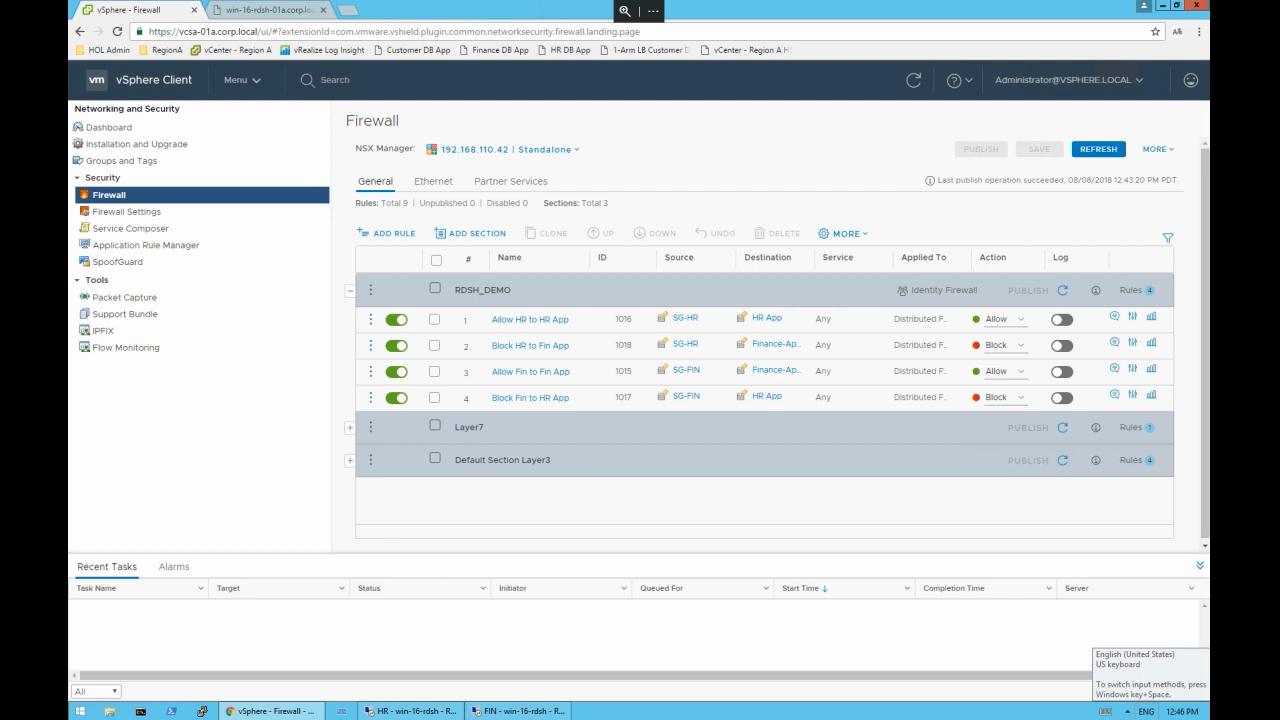 vSphere - Firewall
win-16-rdsh-01a.corp.loc
https://vcsa-01a.corp.local/ui/#?extensionId=com.vmware.vshield.plugin.common.networksecurity.firewall.landing.page
HOL Admin RegionA vCenter - Region A vRealize Log Insight Customer DB App Finance DB App HR DB App 1-Arm LB Customer D vCenter - Region A H
vm vSphere Client Menu Search Administrator@VSPHERE.LOCAL
Networking and Security
Dashboard
Installation and Upgrade
Groups and Tags
Security
Firewall
Firewall Settings
Service Composer
Application Rule Manager
SpoofGuard
Tools
Packet Capture
Support Bundle
IPFIX
Flow Monitoring
Firewall
NSX Manager: 192.168.110.42 | Standalone
PUBLISH SAVE REFRESH MORE
General Ethernet Partner Services
Last publish operation succeeded, 08/08/2018 12:43:20 PM PDT
Rules: Total 9 | Unpublished 0 | Disabled 0 Sections: Total 3
ADD RULE ADD SECTION CLONE UP DOWN UNDO DELETE MORE
# Name ID Source Destination Service Applied To Action Log
RDSH_DEMO Identity Firewall PUBLISH Rules 4
1 Allow HR to HR App 1016 SG-HR HR App Any Distributed F.. Allow
2 Block HR to Fin App 1018 SG-HR Finance-Ap.. Any Distributed F.. Block
3 Allow Fin to Fin App 1015 SG-FIN Finance-Ap.. Any Distributed F.. Allow
4 Block Fin to HR App 1017 SG-FIN HR App Any Distributed F.. Block
Layer7 PUBLISH Rules 1
Default Section Layer3 PUBLISH Rules 4
Recent Tasks Alarms
Task Name Target Status Initiator Queued For Start Time Completion Time Server
English (United States)
US keyboard
To switch input methods, press
Windows key+Space.
All
vSphere - Firewall - ... HR - win-16-rdsh - R... FIN - win-16-rdsh - R... ENG 12:46 PM